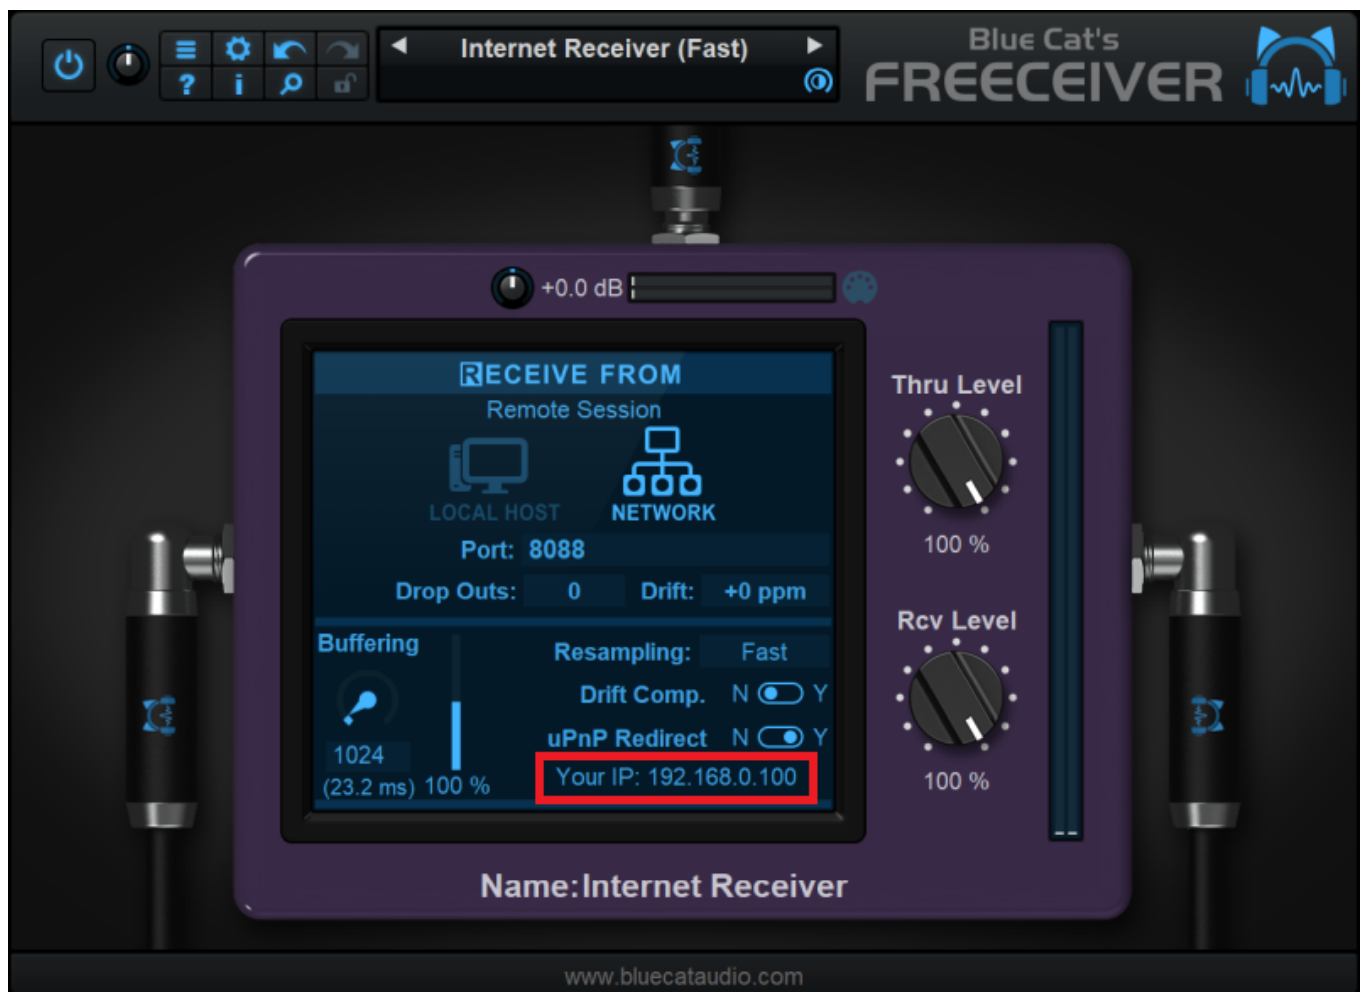 Internet Receiver (Fast)
Blue Cat's
FREECEIVER
+0.0 dB
RECEIVE FROM
Remote Session
LOCAL HOST
NETWORK
Port: 8088
Drop Outs: 0 Drift: +0 ppm
Buffering
1024
(23.2 ms) 100 %
Resampling: Fast
Drift Comp. N Y
uPnP Redirect N Y
Your IP: 192.168.0.100
Thru Level
100 %
Rcv Level
100 %
Name:Internet Receiver
www.bluecataudio.com